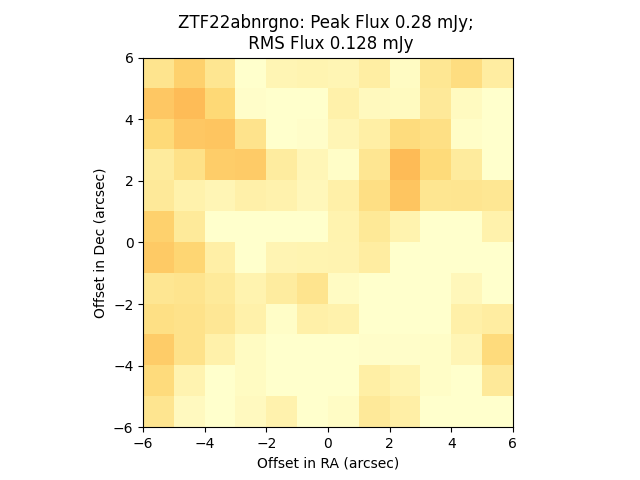 ZTF22abnrgno: Peak Flux 0.28 mJy;
RMS Flux 0.128 mJy
6
4
2
0
−2
−4
−6
Offset in Dec (arcsec)
−6 −4 −2 0 2 4 6
Offset in RA (arcsec)